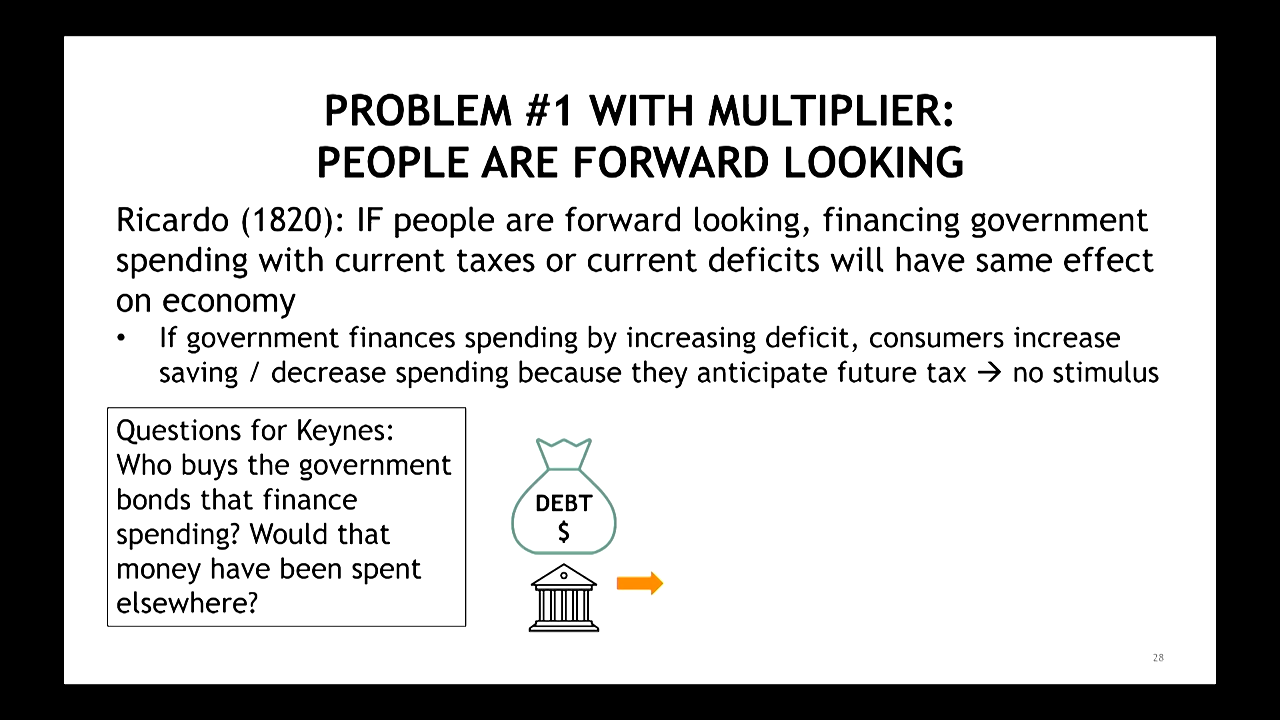 PROBLEM #1 WITH MULTIPLIER:
PEOPLE ARE FORWARD LOOKING
Ricardo (1820): IF people are forward looking, financing government
spending with current taxes or current deficits will have same effect
on economy
• If government finances spending by increasing deficit, consumers increase
saving / decrease spending because they anticipate future tax → no stimulus
Questions for Keynes:
Who buys the government
bonds that finance
spending? Would that
money have been spent
elsewhere?
DEBT
$
28